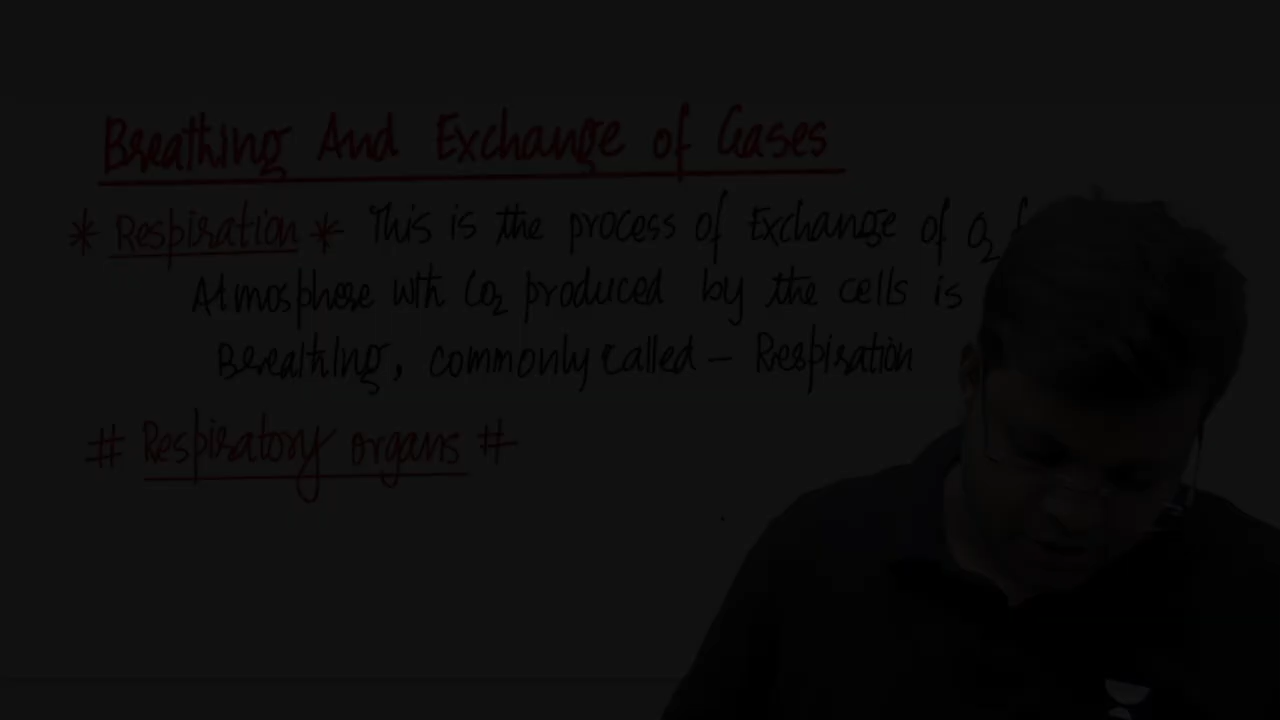 Breathing And Exchange of Gases
* Respiration * This is the process of Exchange of O2
Atmosphere with CO2 produced by the cells is
Breathing, commonly called - Respiration
# Respiratory organs #